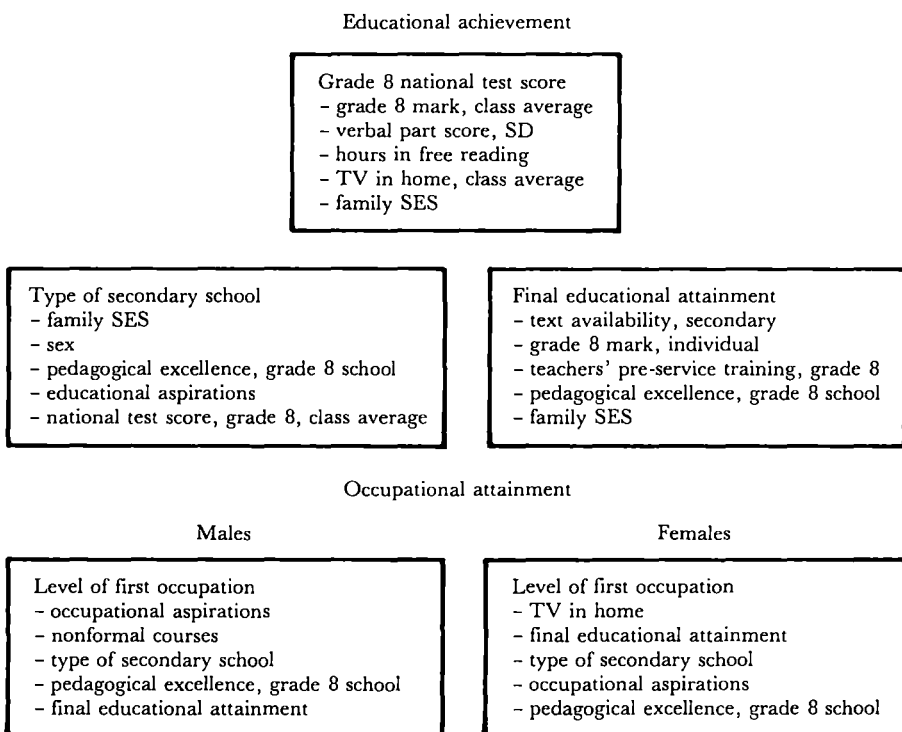 Educational achievement
Grade 8 national test score
– grade 8 mark, class average
– verbal part score, SD
– hours in free reading
– TV in home, class average
– family SES
Type of secondary school
– family SES
– sex
– pedagogical excellence, grade 8 school
– educational aspirations
– national test score, grade 8, class average
Final educational attainment
– text availability, secondary
– grade 8 mark, individual
– teachers' pre-service training, grade 8
– pedagogical excellence, grade 8 school
– family SES
Occupational attainment
Males
Level of first occupation
– occupational aspirations
– nonformal courses
– type of secondary school
– pedagogical excellence, grade 8 school
– final educational attainment
Females
Level of first occupation
– TV in home
– final educational attainment
– type of secondary school
– occupational aspirations
– pedagogical excellence, grade 8 school